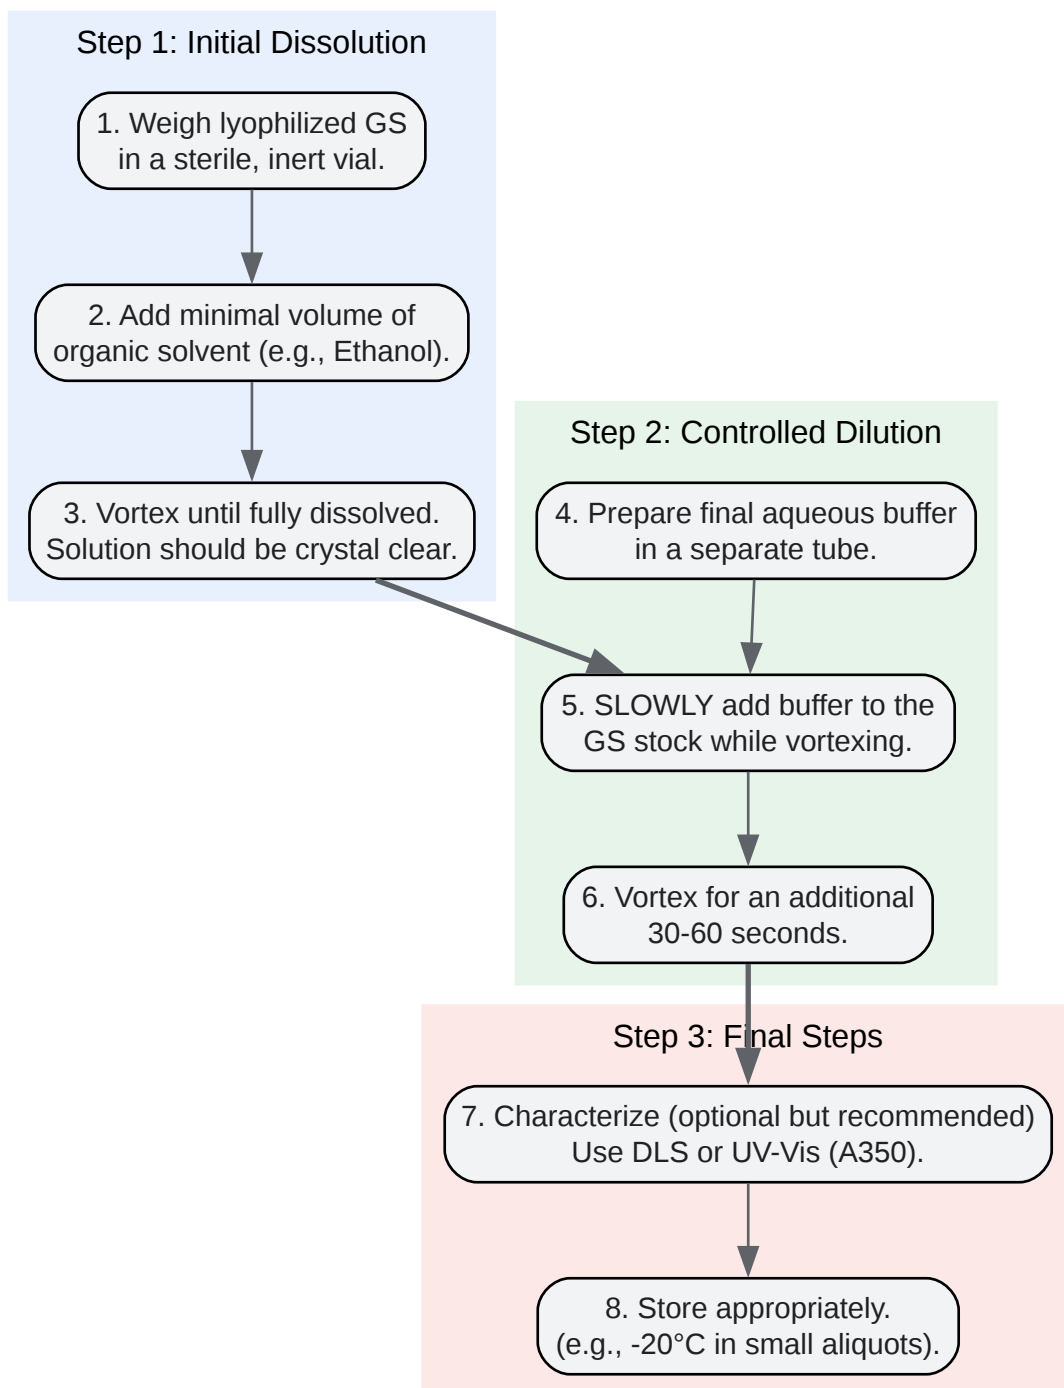 Step 1: Initial Dissolution
1. Weigh lyophilized GS
in a sterile, inert vial.
2. Add minimal volume of
organic solvent (e.g., Ethanol).
3. Vortex until fully dissolved.
Solution should be crystal clear.
Step 2: Controlled Dilution
4. Prepare final aqueous buffer
in a separate tube.
5. SLOWLY add buffer to the
GS stock while vortexing.
6. Vortex for an additional
30-60 seconds.
Step 3: Final Steps
7. Characterize (optional but recommended)
Use DLS or UV-Vis (A350).
8. Store appropriately.
(e.g., -20°C in small aliquots).